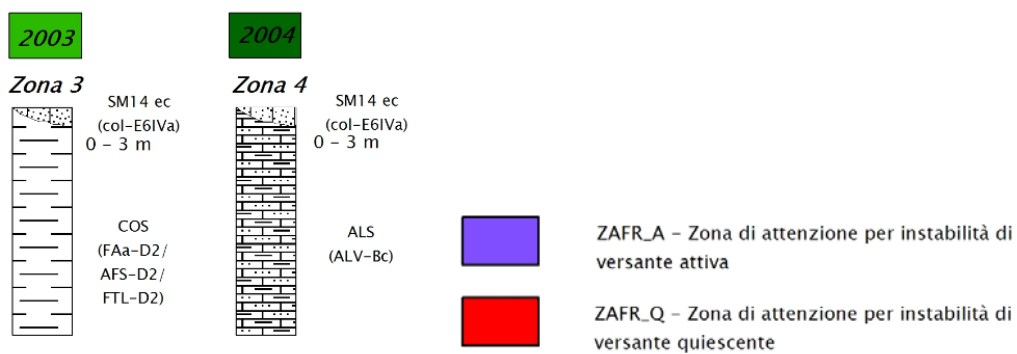 2003
Zona 3
SM14 ec
(col-E6IVa)
0 - 3 m
COS
(FAa-D2/
AFS-D2/
FTL-D2)
2004
Zona 4
SM14 ec
(col-E6IVa)
0 - 3 m
ALS
(ALV-Bc)
ZAFR_A - Zona di attenzione per instabilità di
versante attiva
ZAFR_Q - Zona di attenzione per instabilità di
versante quiescente